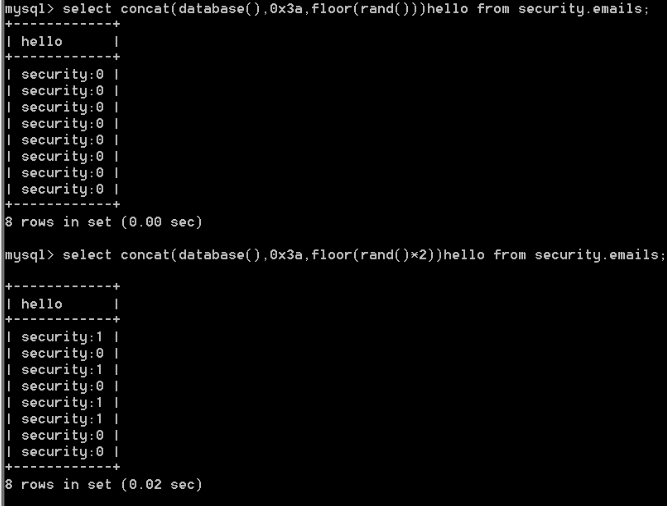 mysql> select concat(database(),0x3a,floor(rand()))hello from security.emails;
+------------+
| hello      |
+------------+
| security:0 |
| security:0 |
| security:0 |
| security:0 |
| security:0 |
| security:0 |
| security:0 |
| security:0 |
+------------+
8 rows in set (0.00 sec)
mysql> select concat(database(),0x3a,floor(rand()*2))hello from security.emails;
+------------+
| hello      |
+------------+
| security:1 |
| security:0 |
| security:1 |
| security:0 |
| security:1 |
| security:1 |
| security:0 |
| security:0 |
+------------+
8 rows in set (0.02 sec)